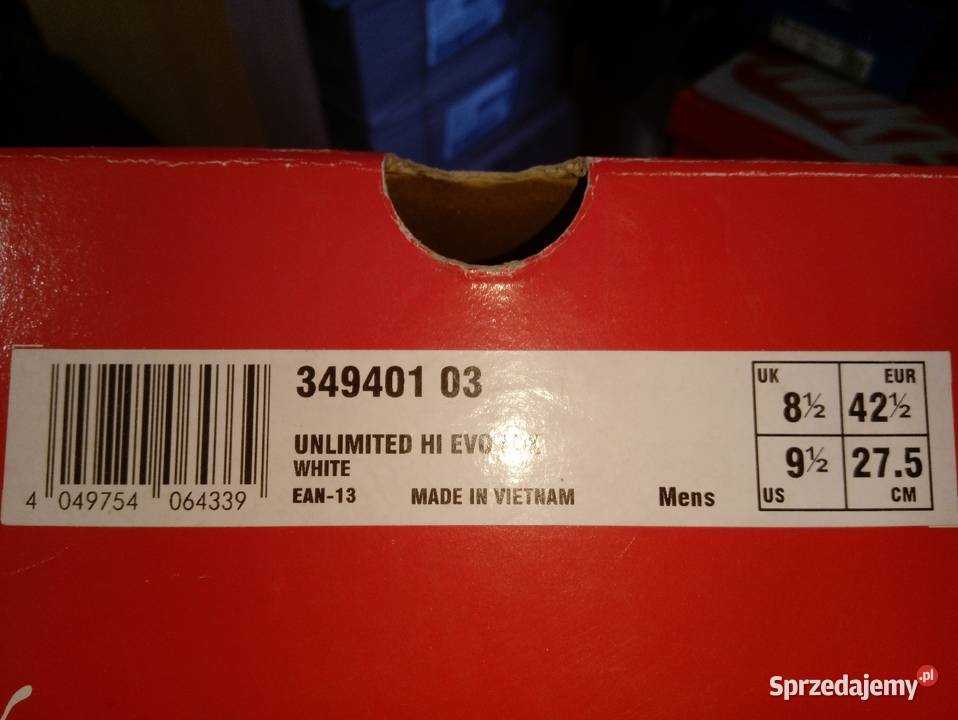 NIKE
349401 03
UNLIMITED HI EVO
WHITE
EAN-13 MADE IN VIETNAM Mens
4 049754 064339
UK 8½
EUR 42½
9½ US
27.5 CM
Sprzedajemy.pl